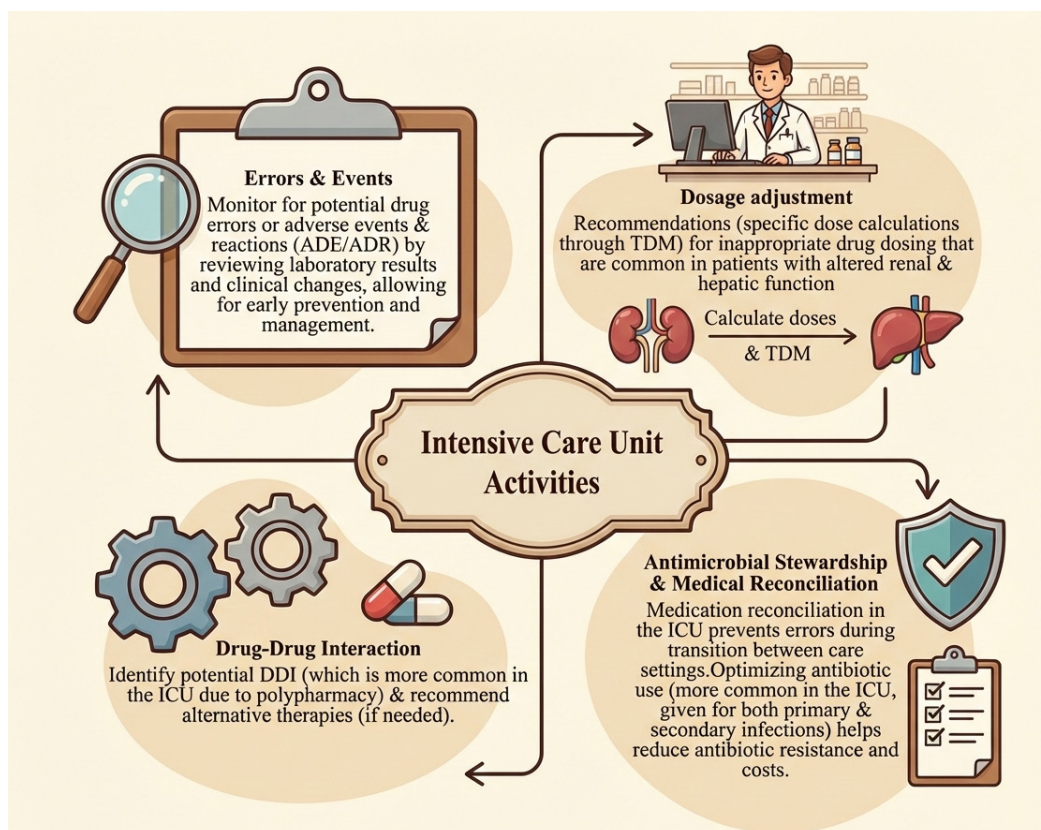 Errors & Events
Monitor for potential drug
errors or adverse events &
reactions (ADE/ADR) by
reviewing laboratory results
and clinical changes, allowing
for early prevention and
management.
Dosage adjustment
Recommendations (specific dose calculations
through TDM) for inappropriate drug dosing that
are common in patients with altered renal &
hepatic function
Calculate doses
& TDM
Intensive Care Unit
Activities
Drug-Drug Interaction
Identify potential DDI (which is more common in
the ICU due to polypharmacy) & recommend
alternative therapies (if needed).
Antimicrobial Stewardship
& Medical Reconciliation
Medication reconciliation in
the ICU prevents errors during
transition between care
settings.Optimizing antibiotic
use (more common in the ICU,
given for both primary &
secondary infections) helps
reduce antibiotic resistance and
costs.